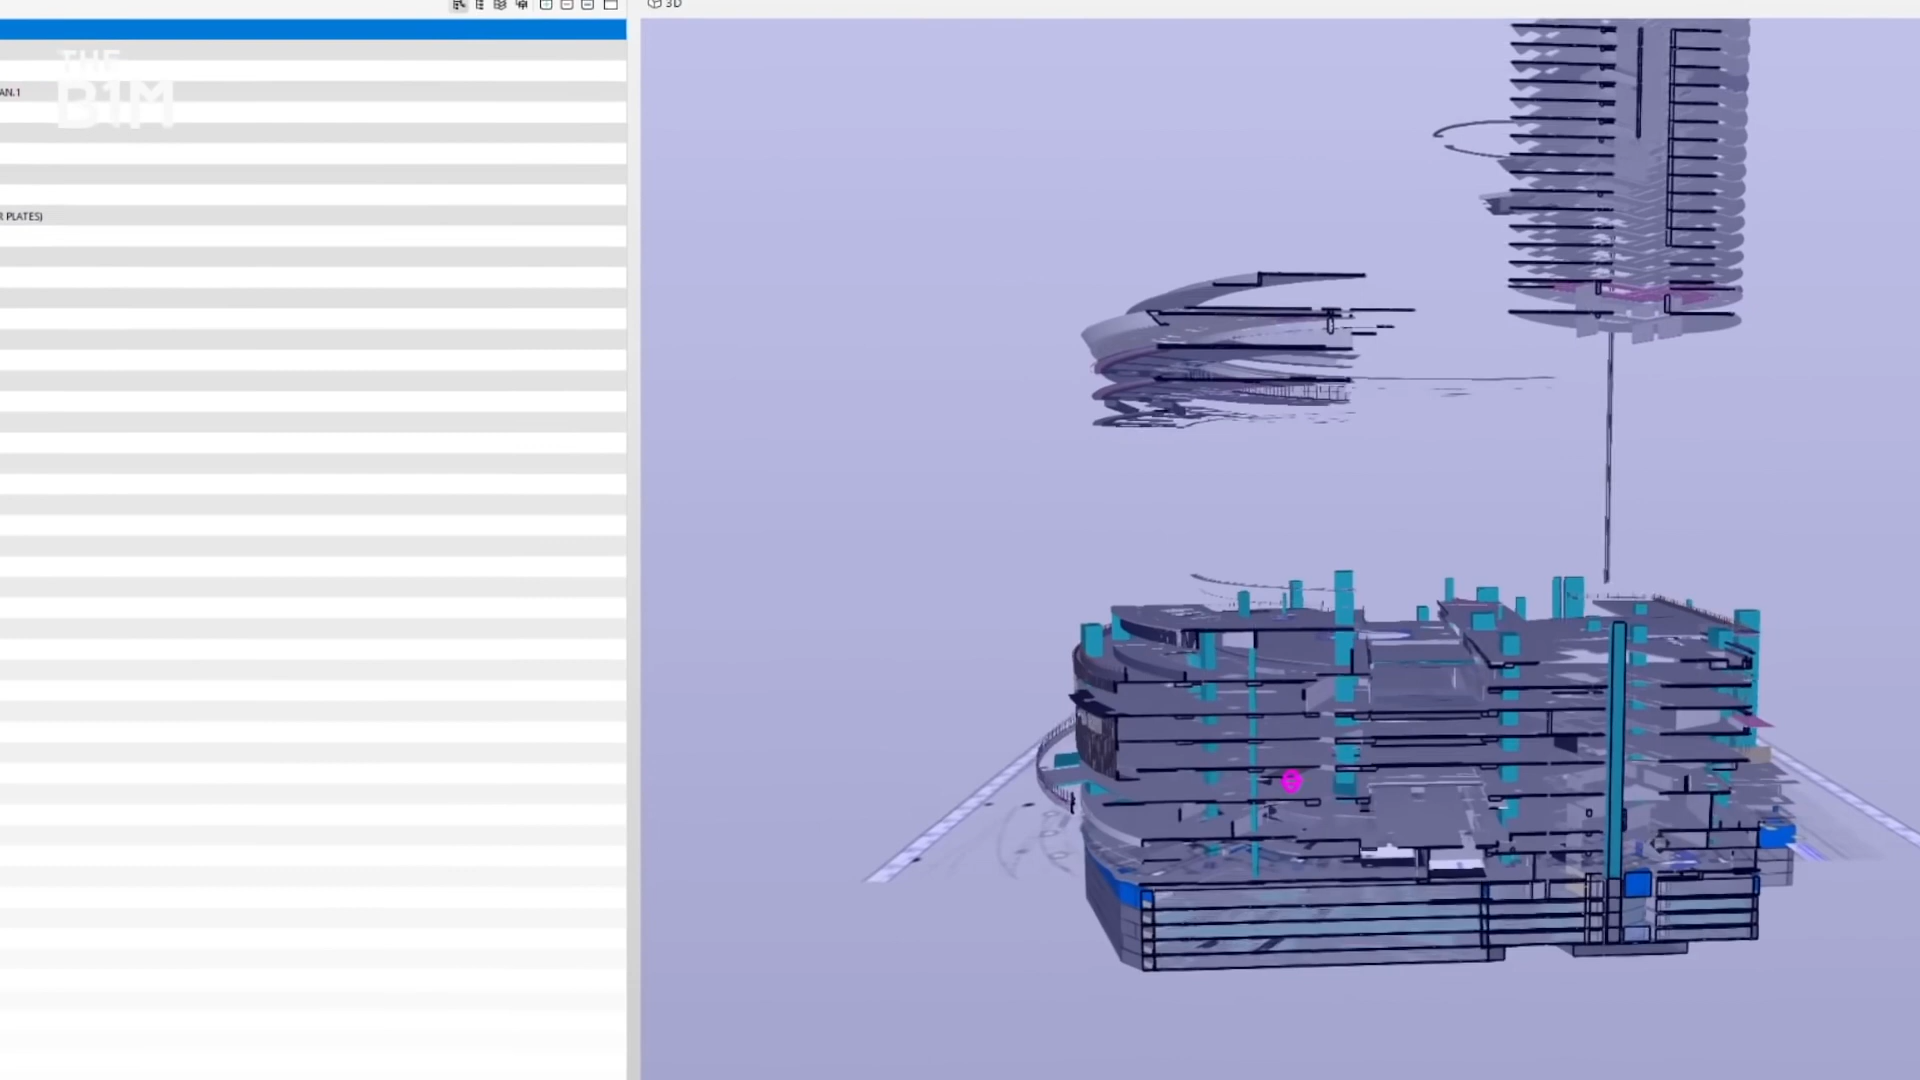 3D
THE
B1M
AN.1
R PLATES)